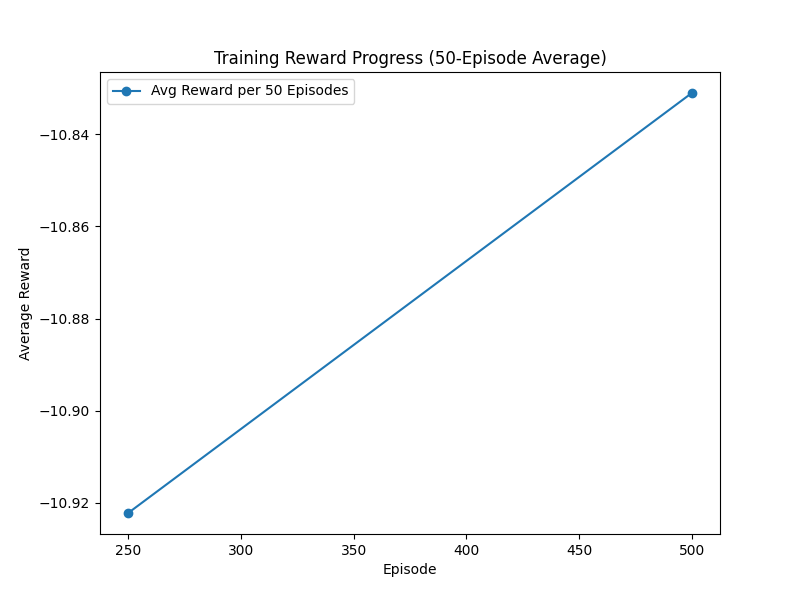 Training Reward Progress (50-Episode Average)
Avg Reward per 50 Episodes
−10.84
−10.86
−10.88
−10.90
−10.92
Average Reward
250 300 350 400 450 500
Episode